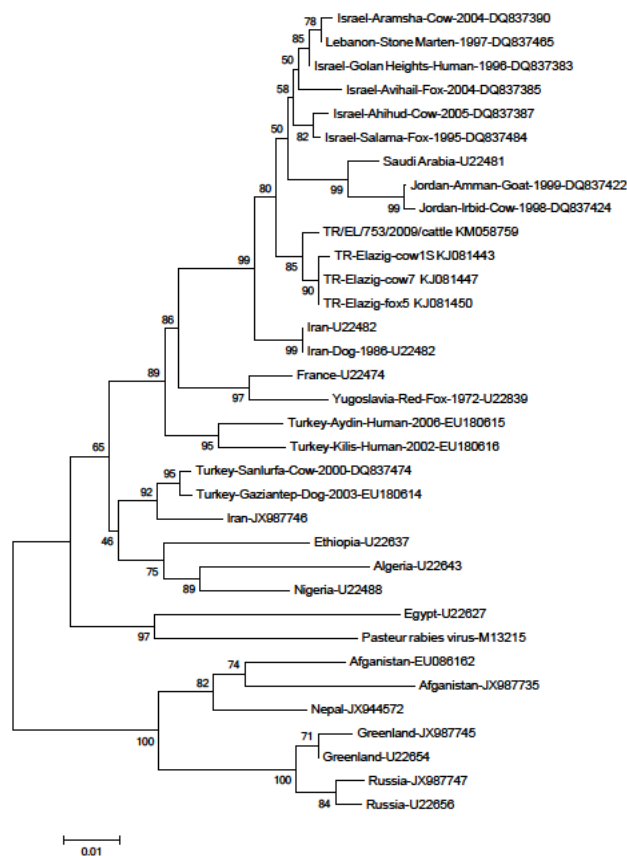 Israel-Aramsha-Cow-2004-DQ837390
78
Lebanon-Stone Marten-1997-DQ837465
85
Israel-Golan Heights-Human-1996-DQ837383
50
Israel-Avihail-Fox-2004-DQ837385
58
Israel-Ahihud-Cow-2005-DQ837387
82
Israel-Salama-Fox-1995-DQ837484
50
Saudi Arabia-U22481
99
Jordan-Amman-Goat-1999-DQ837422
99
Jordan-Irbid-Cow-1998-DQ837424
80
TR/EL/753/2009/cattle KM058759
85
TR-Elazig-cow1S KJ081443
TR-Elazig-cow7 KJ081447
90
TR-Elazig-fox5 KJ081450
99
Iran-U22482
99
Iran-Dog-1986-U22482
86
France-U22474
97
Yugoslavia-Red-Fox-1972-U22839
89
Turkey-Aydin-Human-2006-EU180615
95
Turkey-Kilis-Human-2002-EU180616
65
Turkey-Sanlurfa-Cow-2000-DQ837474
95
Turkey-Gaziantep-Dog-2003-EU180614
92
Iran-JX987746
46
Ethiopia-U22637
75
Algeria-U22643
89
Nigeria-U22488
Egypt-U22627
97
Pasteur rabies virus-M13215
Afganistan-EU086162
74
Afganistan-JX987735
82
Nepal-JX944572
100
Greenland-JX987745
71
Greenland-U22654
100
Russia-JX987747
84
Russia-U22656
0.01